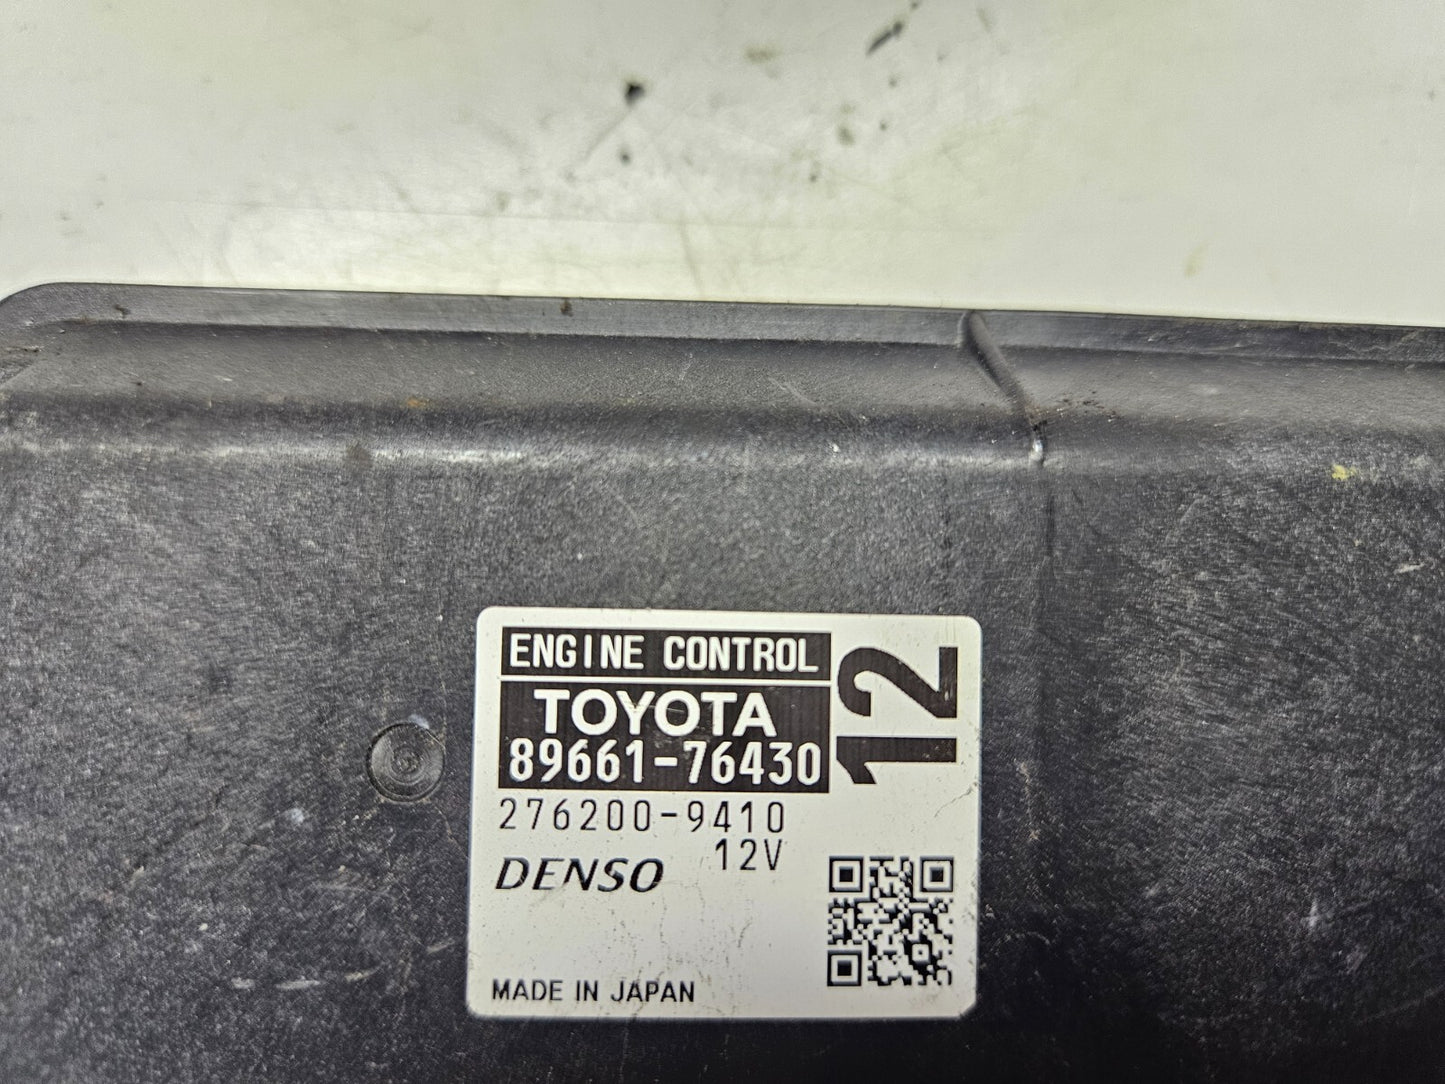 ENGINE CONTROL
TOYOTA
89661-76430
12
276200-9410
12V
DENSO
MADE IN JAPAN